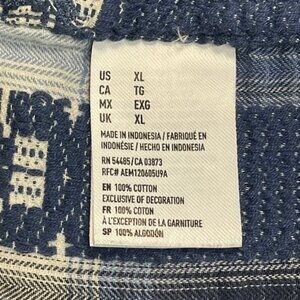 US XL
CA TG
MX EXG
UK XL
MADE IN INDONESIA / FABRIQUÉ EN
INDONÉSIE / HECHO EN INDONESIA
RN 54485/CA 03873
RFC# AEM120605U9A
EN 100% COTTON
EXCLUSIVE OF DECORATION
FR 100% COTON
À L'EXCEPTION DE LA GARNITURE
SP 100% ALGODÓN